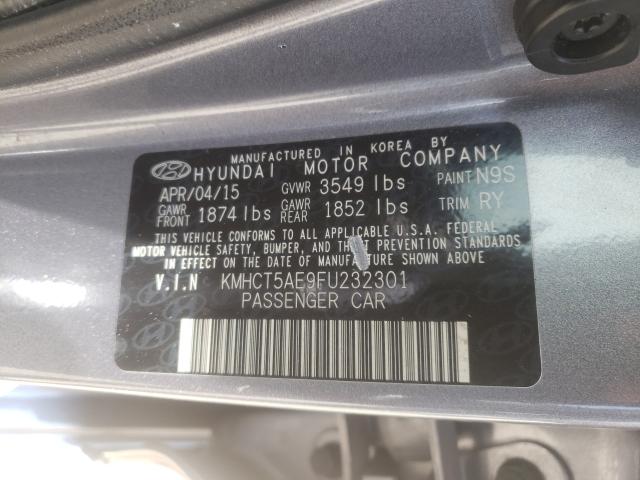 MANUFACTURED IN KOREA BY
HYUNDAI MOTOR COMPANY
APR/04/15 GVWR 3549 lbs PAINT N9S
GAWR FRONT 1874 lbs GAWR REAR 1852 lbs TRIM RY
THIS VEHICLE CONFORMS TO ALL APPLICABLE U.S.A. FEDERAL
MOTOR VEHICLE SAFETY, BUMPER, AND THEFT PREVENTION STANDARDS
IN EFFECT ON THE DATE OF MANUFACTURE SHOWN ABOVE
V.I.N KMHCT5AE9FU232301
PASSENGER CAR